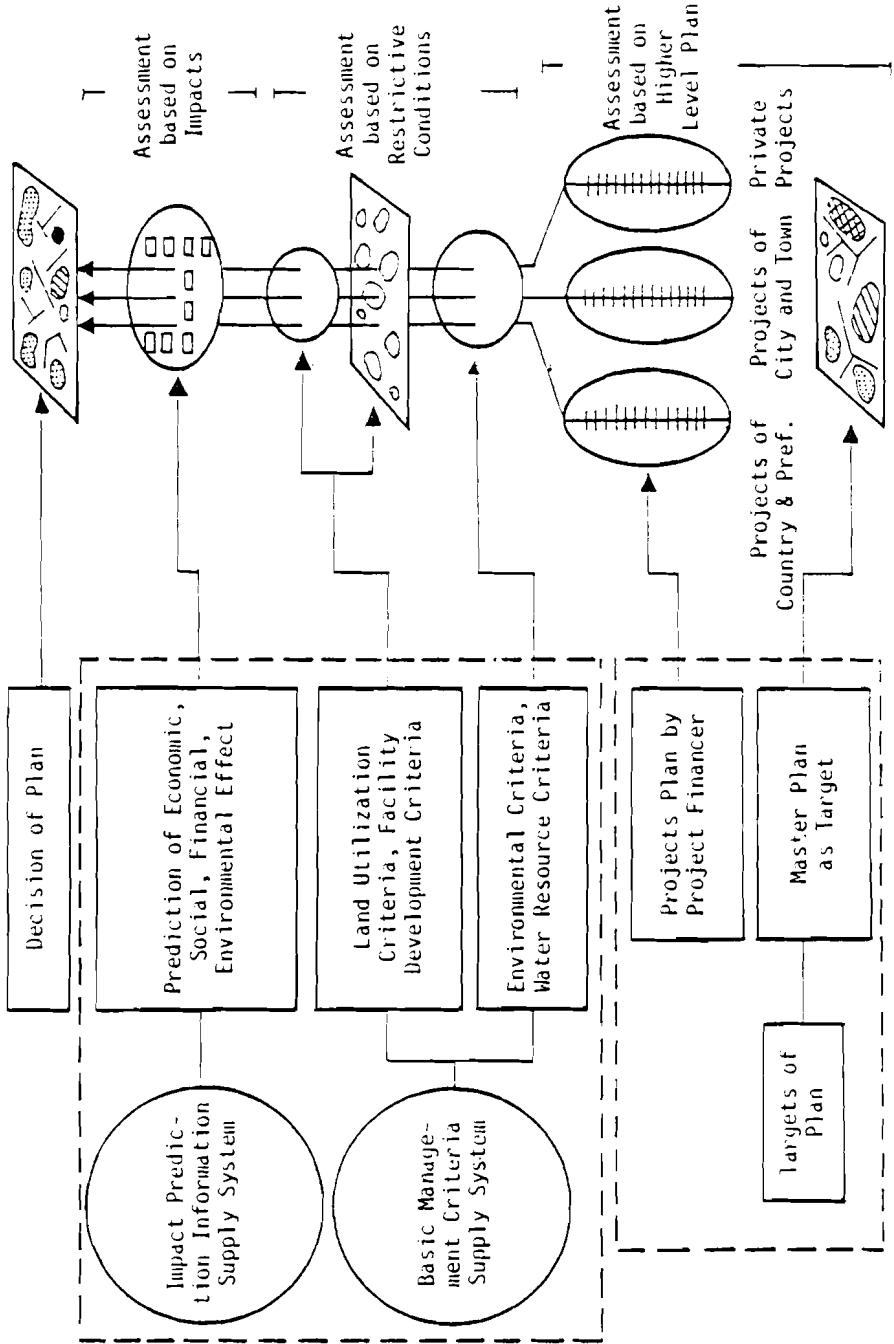 Decision of Plan
Impact Predic-
tion Information
Supply System
Prediction of Economic,
Social, Financial,
Environmental Effect
Assessment
based on
Impacts
Basic Manage-
ment Criteria
Supply System
Land Utilization
Criteria, Facility
Development Criteria
Assessment
based on
Restrictive
Conditions
Environmental Criteria,
Water Resource Criteria
Projects Plan by
Project Financer
Assessment
based on
Higher
Level Plan
Projects of
Country & Pref.
Projects of
City and Town
Private
Projects
Targets of
Plan
Master Plan
as Target